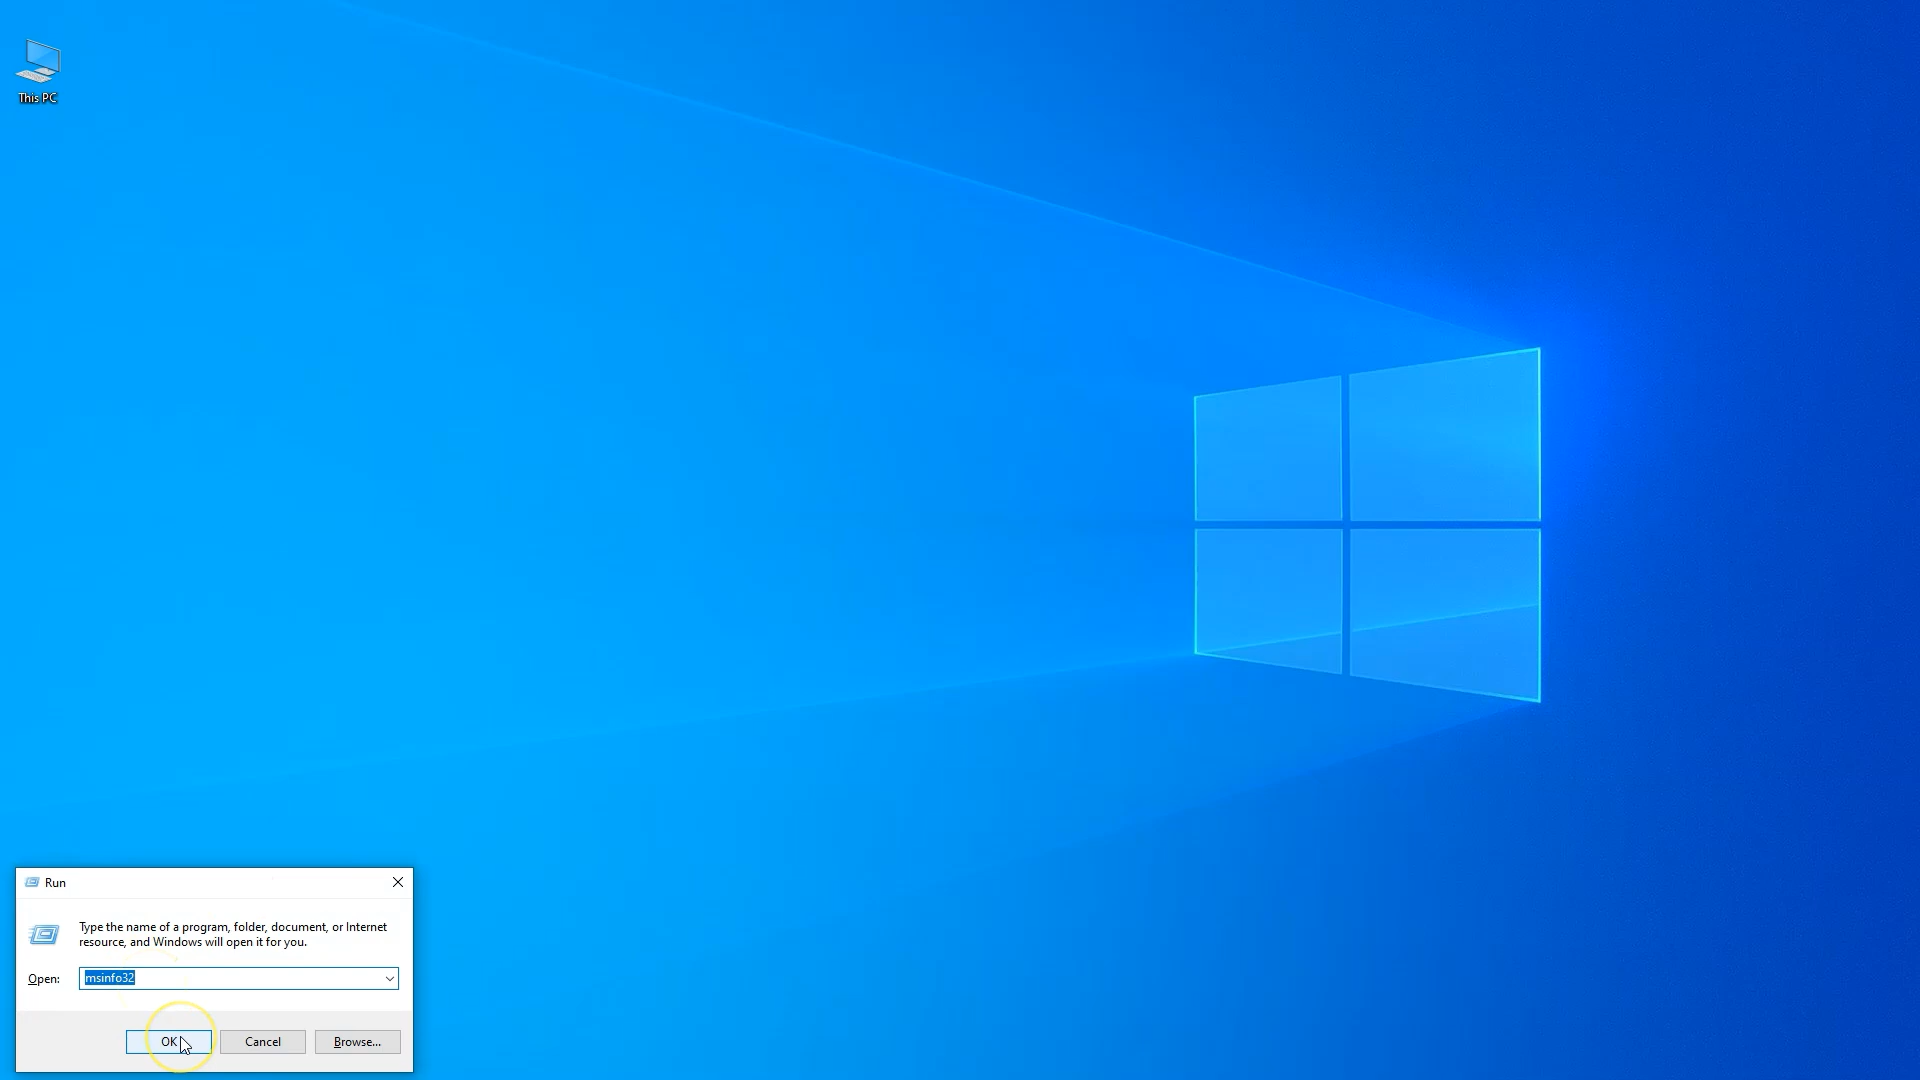 This PC
Run
Type the name of a program, folder, document, or Internet
resource, and Windows will open it for you.
Open: msinfo32
OK Cancel Browse...